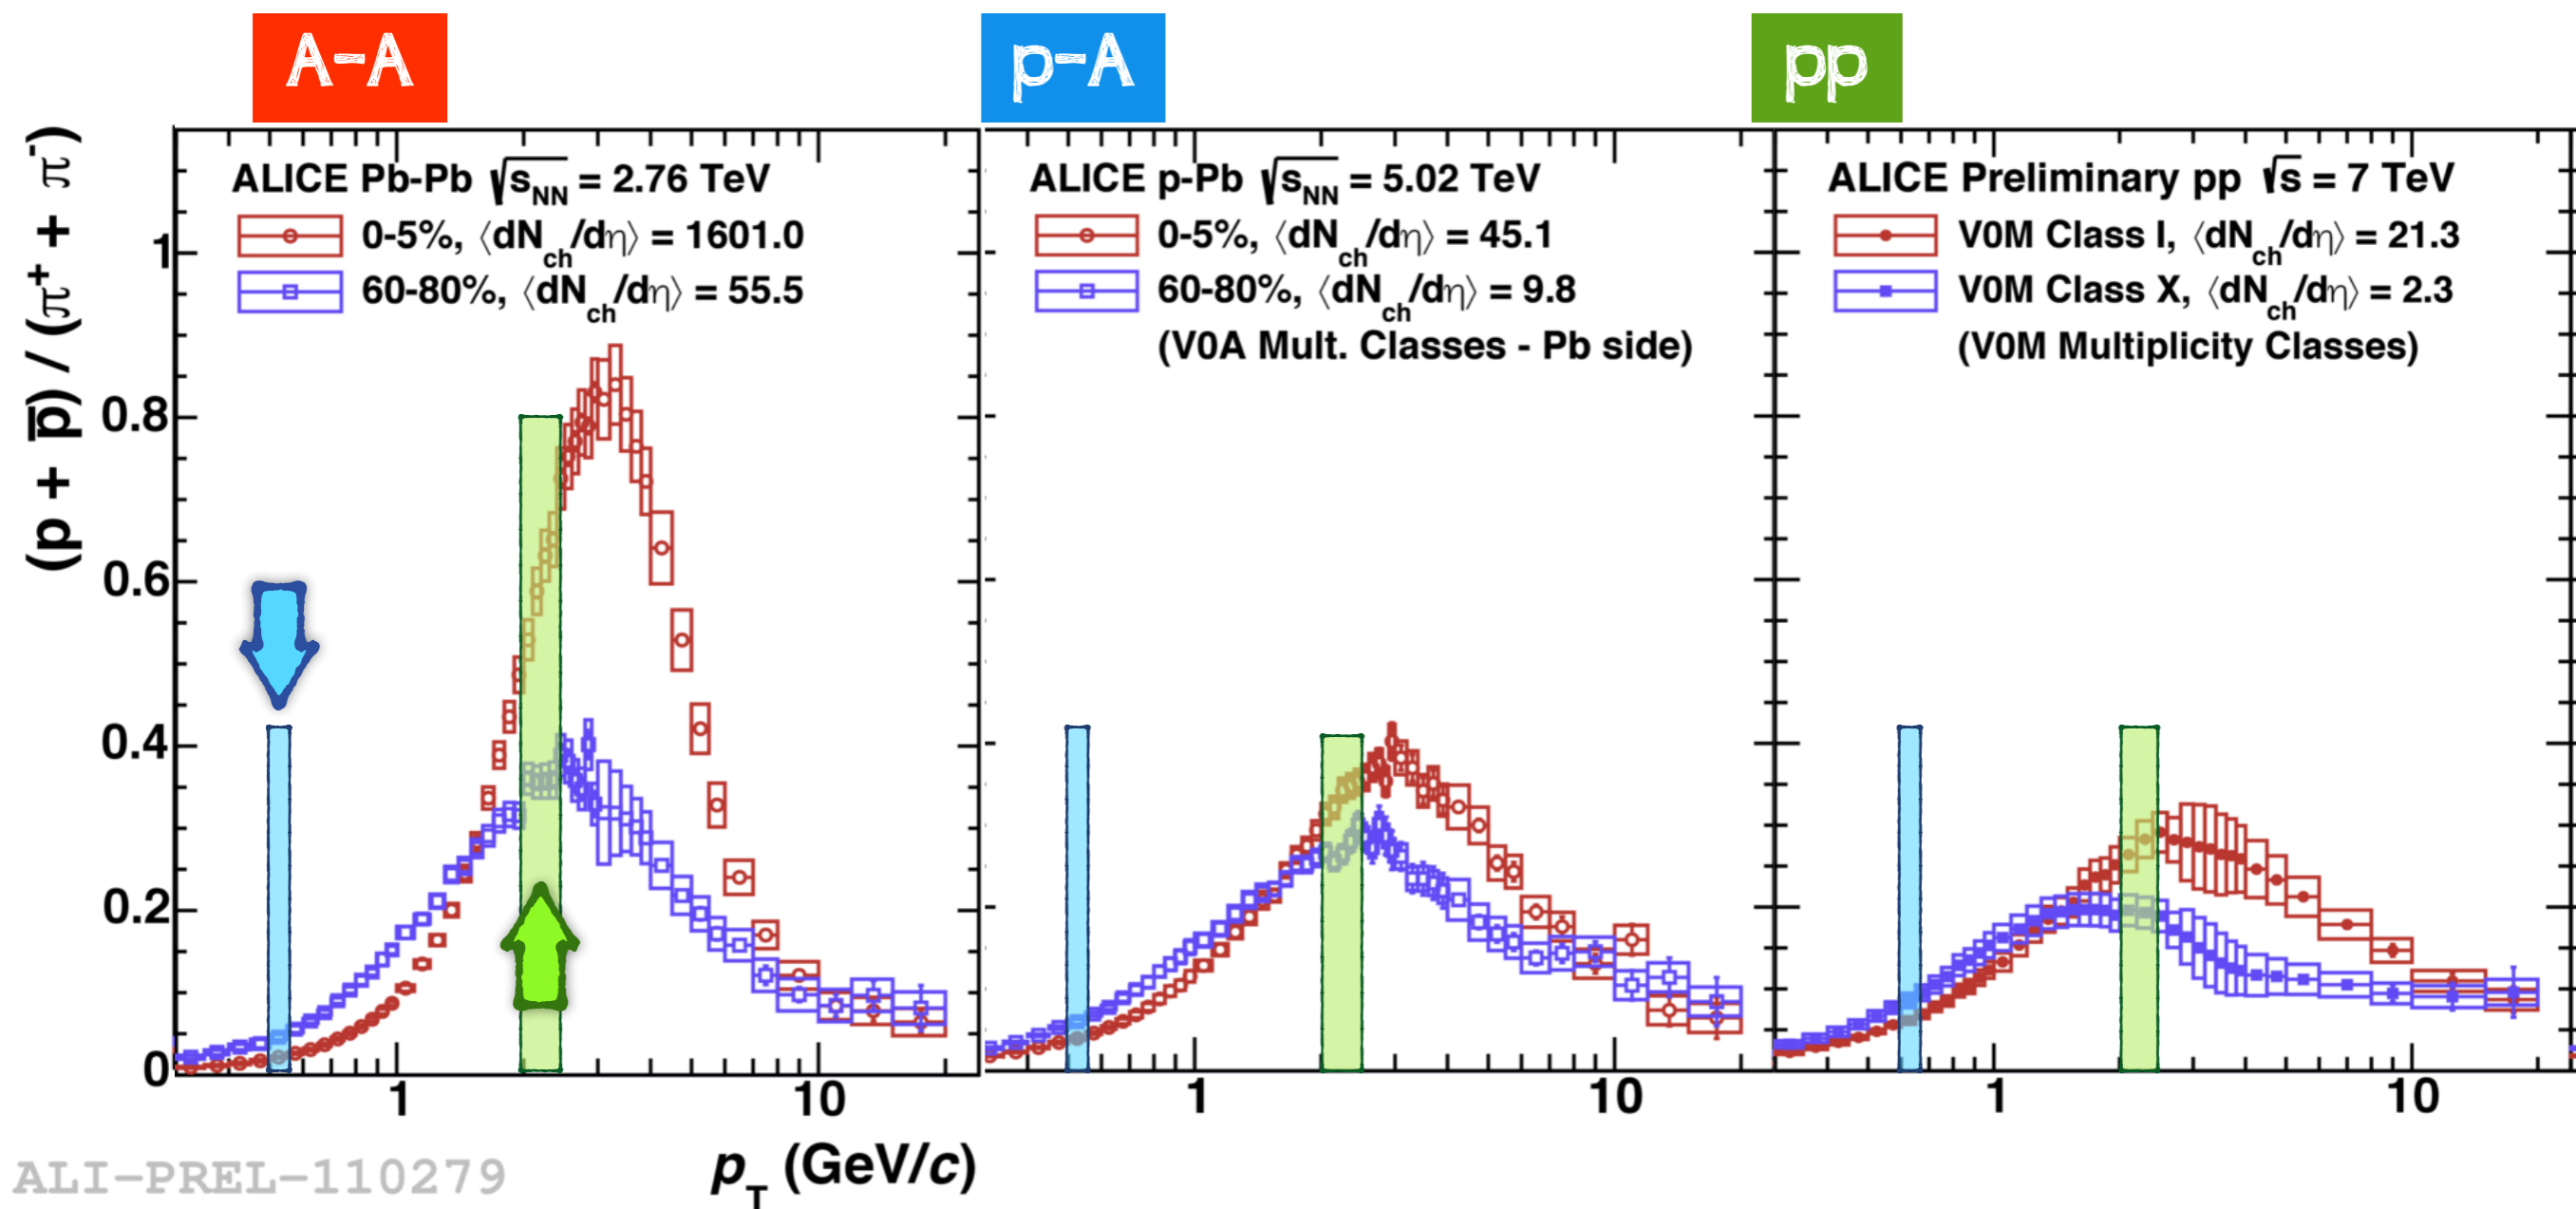 A-A
p-A
pp
(p + p̅) / (π⁺ + π⁻)
ALICE Pb-Pb √sNN = 2.76 TeV
0-5%, ⟨dNch/dη⟩ = 1601.0
60-80%, ⟨dNch/dη⟩ = 55.5
ALICE p-Pb √sNN = 5.02 TeV
0-5%, ⟨dNch/dη⟩ = 45.1
60-80%, ⟨dNch/dη⟩ = 9.8
(V0A Mult. Classes - Pb side)
ALICE Preliminary pp √s = 7 TeV
V0M Class I, ⟨dNch/dη⟩ = 21.3
V0M Class X, ⟨dNch/dη⟩ = 2.3
(V0M Multiplicity Classes)
1
0.8
0.6
0.4
0.2
0
1 10 1 10 1 10
pT (GeV/c)
ALI-PREL-110279